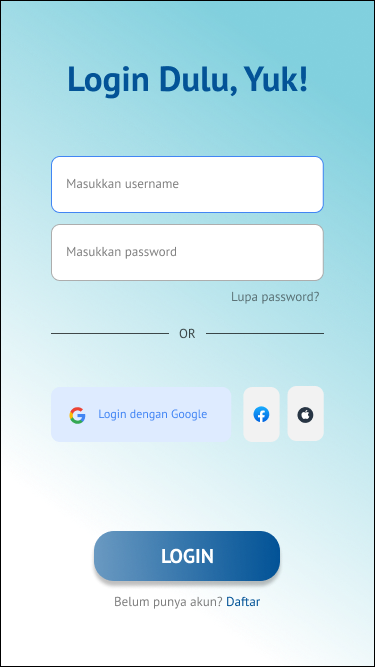 Login Dulu, Yuk!
Masukkan username
Masukkan password
Lupa password?
OR
Login dengan Google
LOGIN
Belum punya akun? Daftar